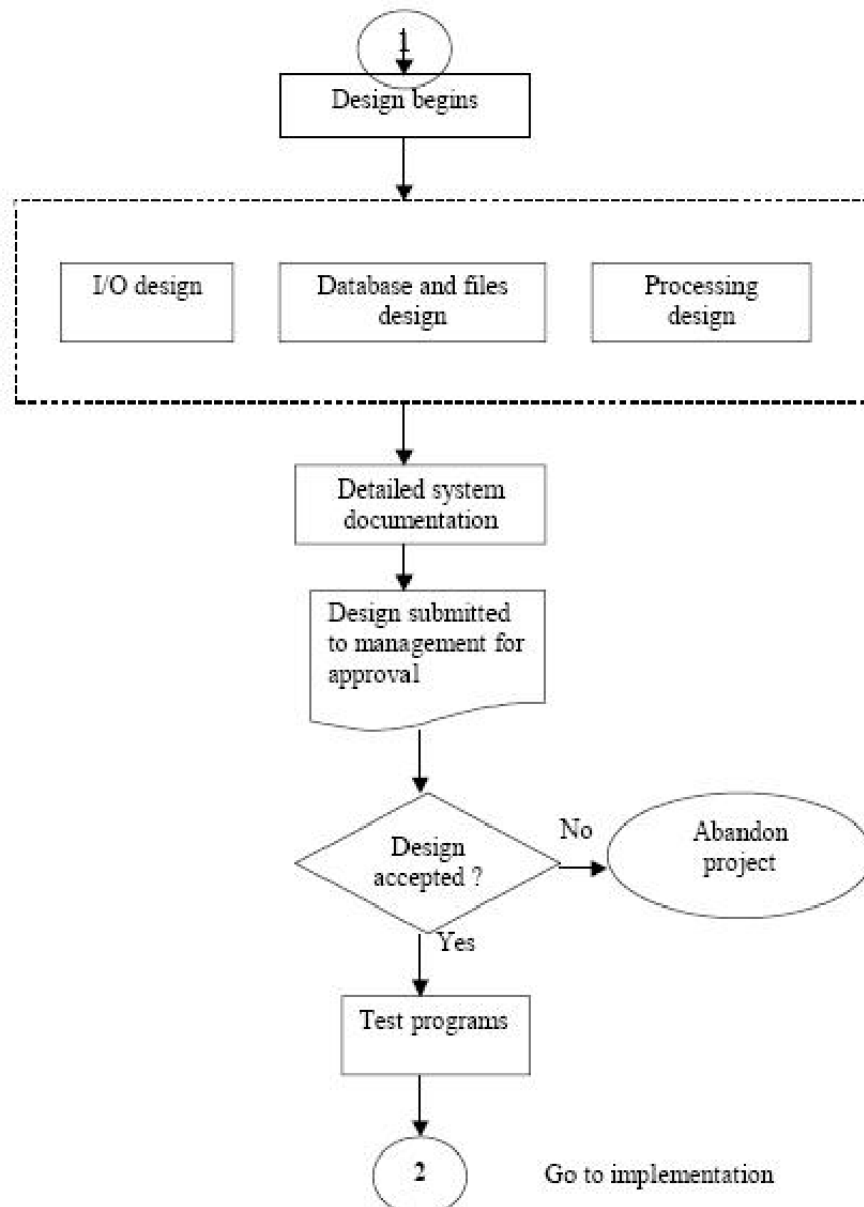 1
Design begins
I/O design
Database and files
design
Processing
design
Detailed system
documentation
Design submitted
to management for
approval
Design
accepted ?
No
Abandon
project
Yes
Test programs
2
Go to implementation